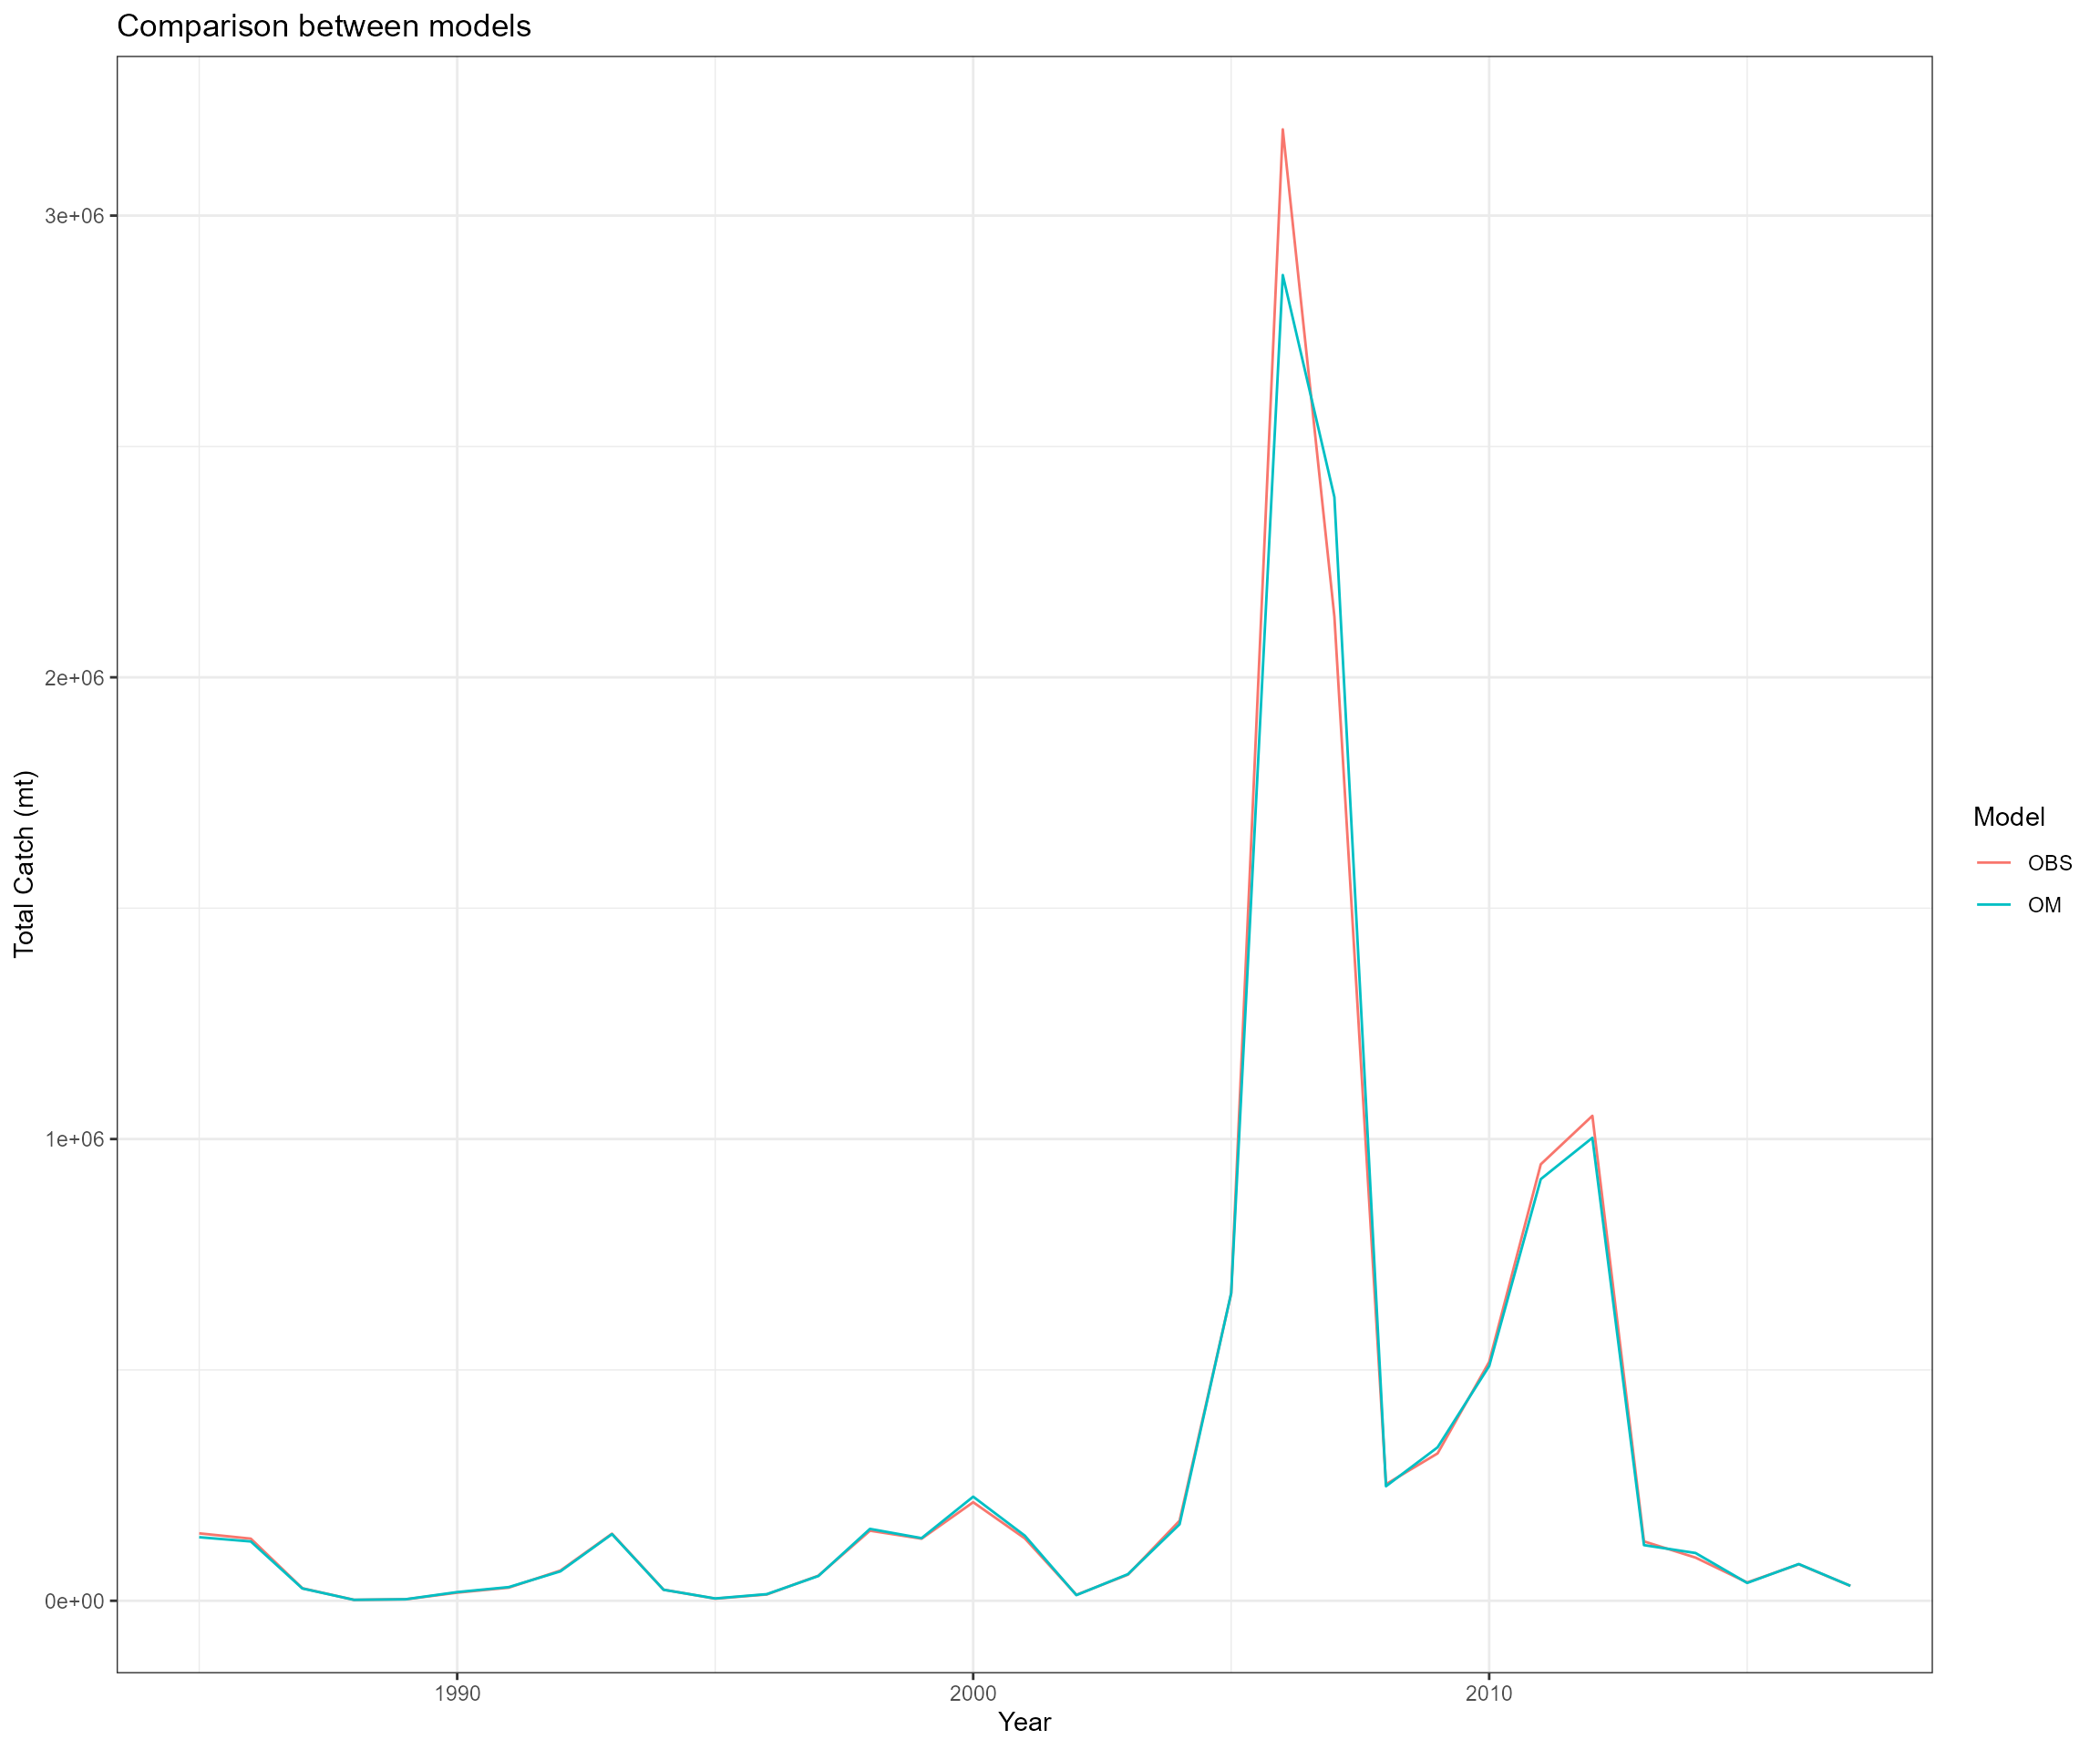 Comparison between models
3e+06
2e+06
1e+06
0e+00
Total Catch (mt)
1990
2000
2010
Year
Model
OBS
OM